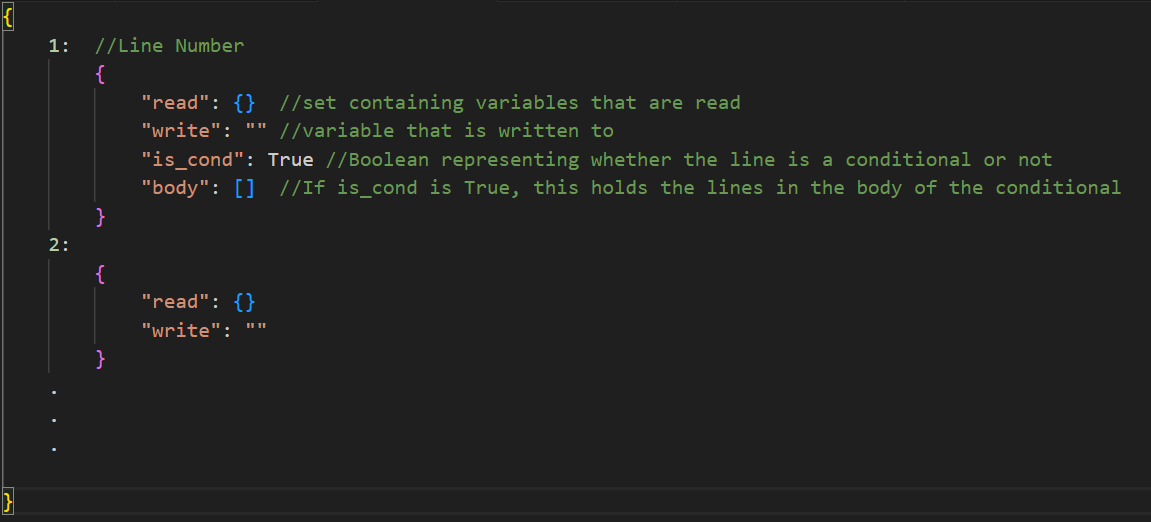 {
1: //Line Number
{
"read": {} //set containing variables that are read
"write": "" //variable that is written to
"is_cond": True //Boolean representing whether the line is a conditional or not
"body": [] //If is_cond is True, this holds the lines in the body of the conditional
}
2:
{
"read": {}
"write": ""
}
.
.
.
}